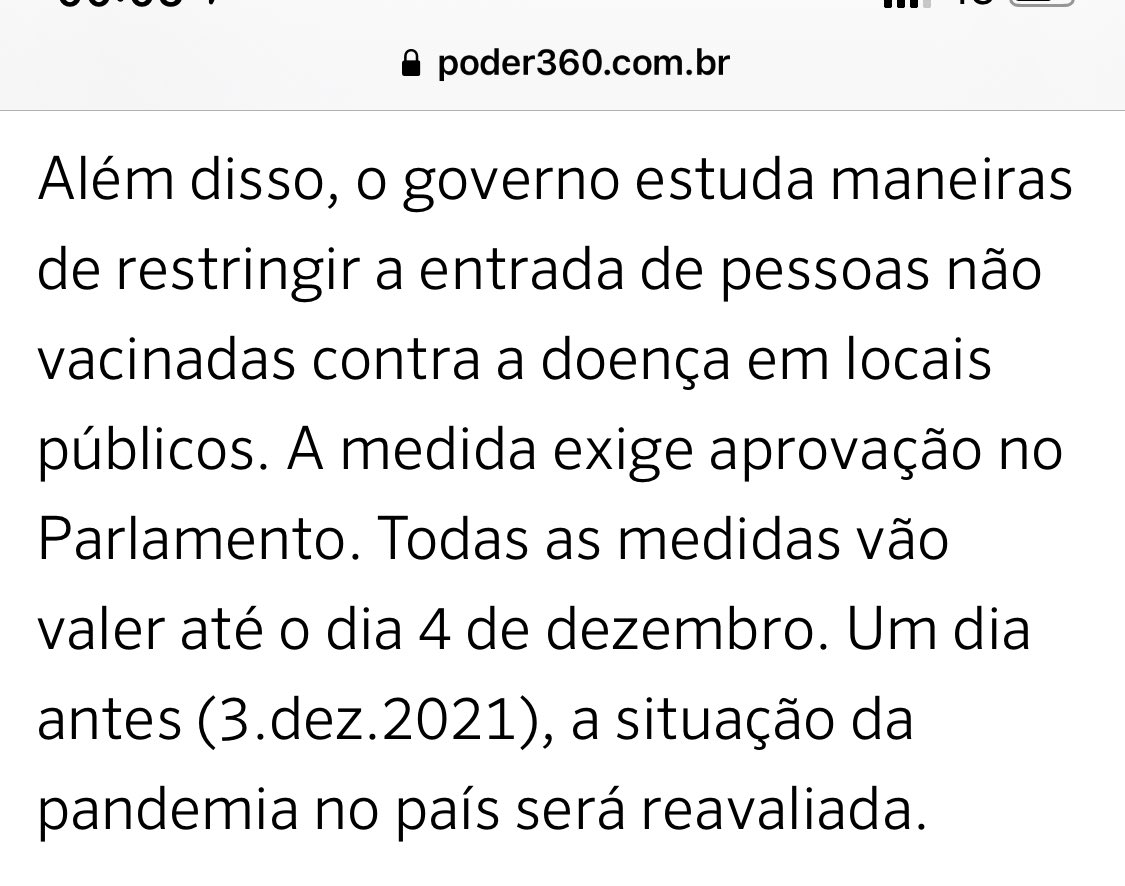 poder360.com.br
Além disso, o governo estuda maneiras
de restringir a entrada de pessoas não
vacinadas contra a doença em locais
públicos. A medida exige aprovação no
Parlamento. Todas as medidas vão
valer até o dia 4 de dezembro. Um dia
antes (3.dez.2021), a situação da
pandemia no país será reavaliada.